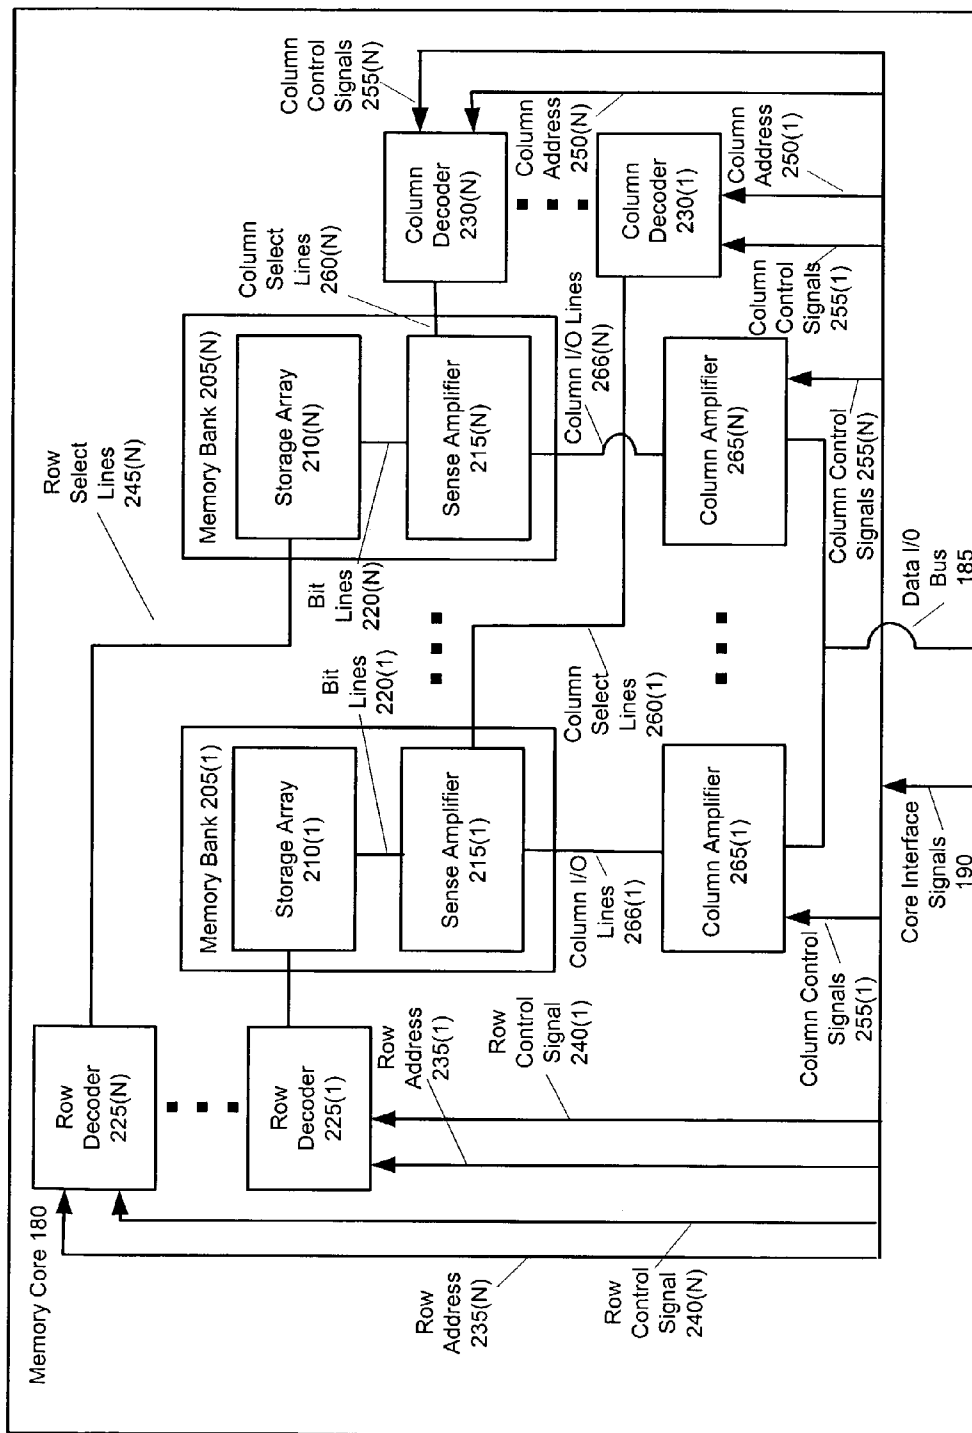 Memory Core 180
Row
Decoder
225(N)
Row
Select
Lines
245(N)
Memory Bank 205(N)
Storage Array
210(N)
Sense Amplifier
215(N)
Bit
Lines
220(N)
Column
Select
Lines
260(N)
Column
Control
Signals
255(N)
Column
Decoder
230(N)
Column
Address
250(N)
Row
Decoder
225(1)
Memory Bank 205(1)
Storage Array
210(1)
Sense Amplifier
215(1)
Bit
Lines
220(1)
Column I/O Lines
266(N)
Column
Decoder
230(1)
Column
Address
250(1)
Column
Control
Signals
255(1)
Row
Address
235(1)
Row
Control
Signal
240(1)
Column I/O
Lines
266(1)
Column
Select
Lines
260(1)
Column Amplifier
265(1)
Column Amplifier
265(N)
Row
Address
235(N)
Row
Control
Signal
240(N)
Column Control
Signals
255(1)
Core Interface
Signals
190
Column Control
Signals 255(N)
Data I/0
Bus
185